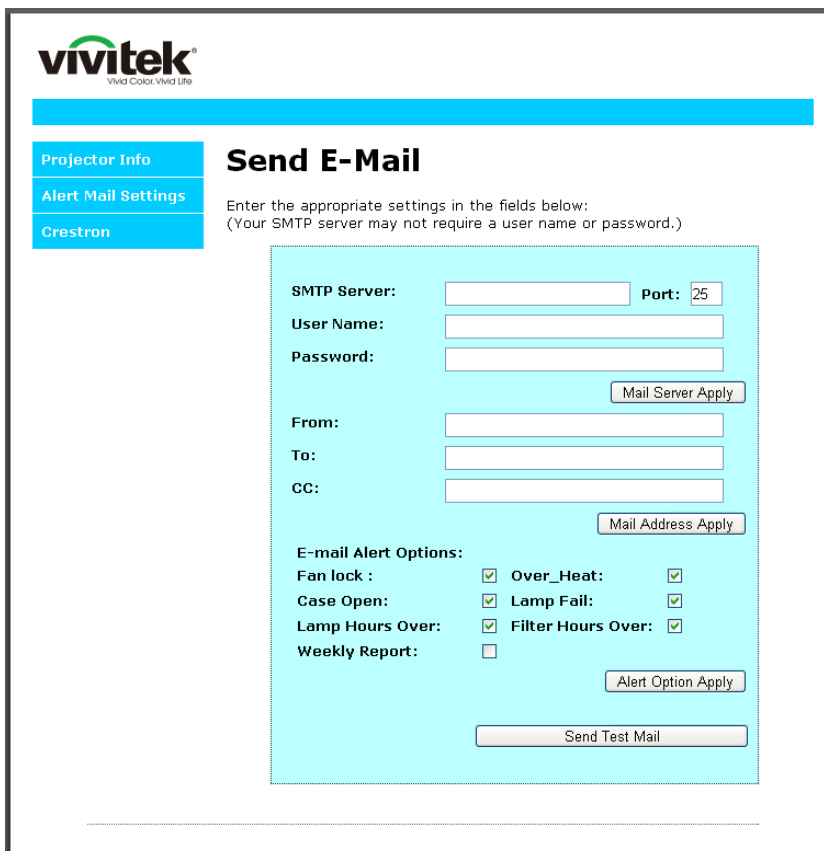 vivitek®
Vivid Color.Vivid Life
Projector Info
Alert Mail Settings
Crestron
Send E-Mail
Enter the appropriate settings in the fields below:
(Your SMTP server may not require a user name or password.)
SMTP Server: Port: 25
User Name:
Password:
Mail Server Apply
From:
To:
CC:
Mail Address Apply
E-mail Alert Options:
Fan lock : Over_Heat:
Case Open: Lamp Fail:
Lamp Hours Over: Filter Hours Over:
Weekly Report:
Alert Option Apply
Send Test Mail